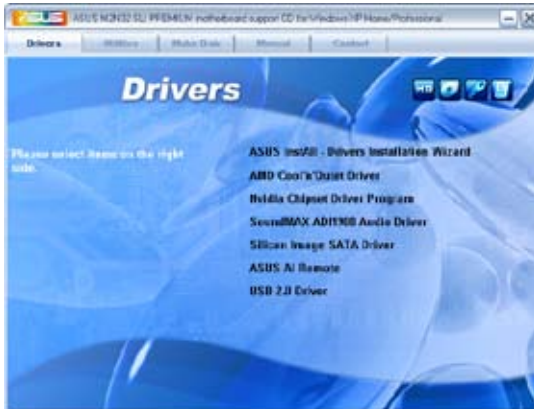 ASUS M2N32 SLI PREMIUM motherboard support CD for Windows XP Home/Professional
Drivers Utilities Make Disk Manual Contact
Drivers
Please select items on the right
side.
ASUS InstAll - Drivers Installation Wizard
AMD Cool'n'Quiet Driver
Nvidia Chipset Driver Program
SoundMAX ADI1988 Audio Driver
Silicon Image SATA Driver
ASUS AI Remote
USB 2.0 Driver